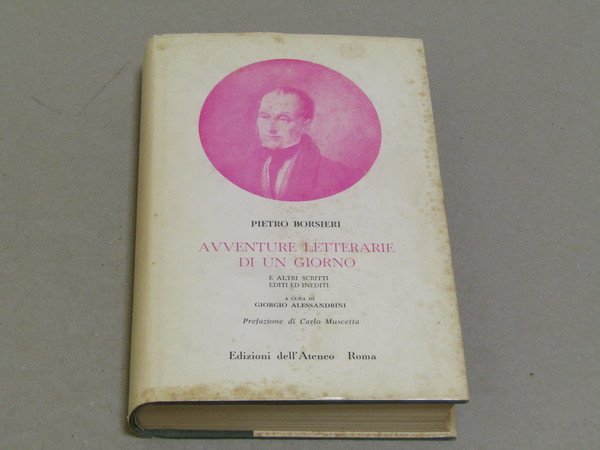 PIETRO BORSIERI
AVVENTURE LETTERARIE
DI UN GIORNO
E ALTRI SCRITTI
EDITI ED INEDITI
A CURA DI
GIORGIO ALESSANDRINI
Prefazione di Carlo Muscetta
Edizioni dell'Ateneo Roma